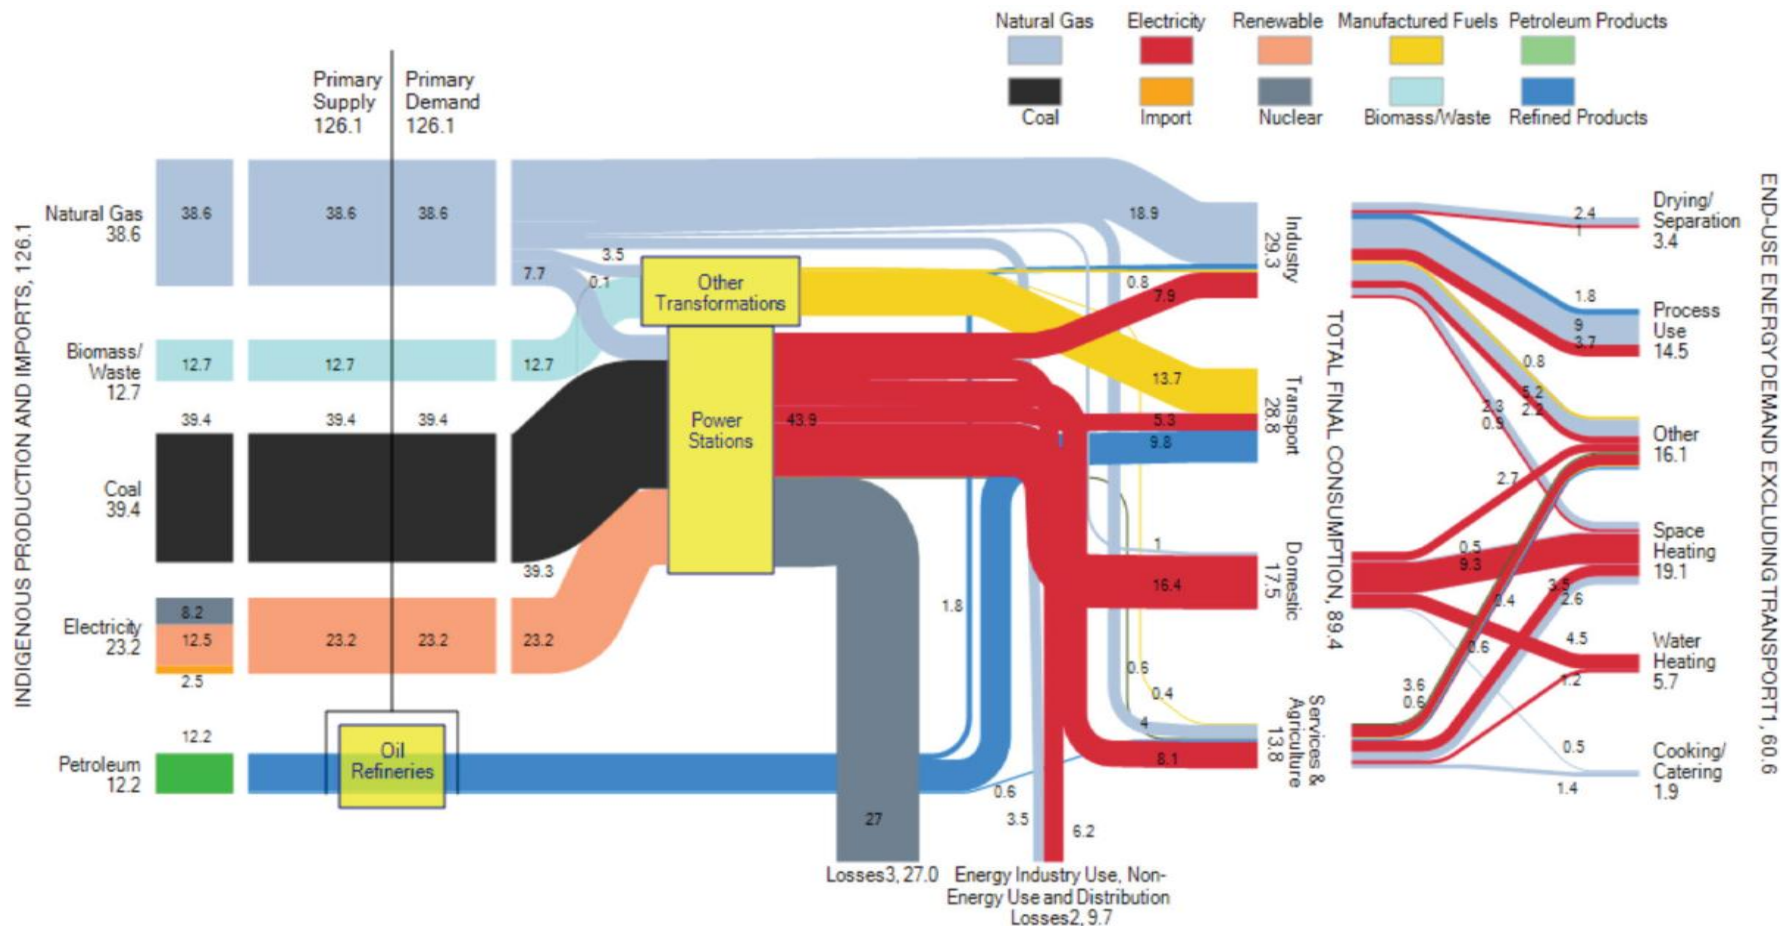 Natural Gas
Electricity
Renewable
Manufactured Fuels
Petroleum Products
Coal
Import
Nuclear
Biomass/Waste
Refined Products
Primary
Supply
126.1
Primary
Demand
126.1
INDIGENOUS PRODUCTION AND IMPORTS, 126.1
Natural Gas
38.6
38.6
38.6
38.6
Biomass/
Waste
12.7
12.7
12.7
12.7
39.4
39.4
39.4
Coal
39.4
39.3
Electricity
23.2
8.2
12.5
2.5
23.2
23.2
23.2
12.2
Petroleum
12.2
Oil
Refineries
7.7
3.5
0.1
Other
Transformations
Power
Stations
43.9
27
Losses3, 27.0
1.8
0.6
3.5
6.2
Energy Industry Use, Non-
Energy Use and Distribution
Losses2, 9.7
18.9
0.8
7.9
13.7
5.3
9.8
1
16.4
0.6
0.4
4
8.1
Industry
29.3
Transport
28.8
Domestic
17.5
Services &
Agriculture
13.8
TOTAL FINAL CONSUMPTION, 89.4
2.4
1
1.8
9
3.7
0.8
5.2
2.2
2.3
0.9
2.7
0.5
9.3
3.5
2.6
0.4
0.6
4.5
1.2
3.6
0.6
0.5
1.4
Drying/
Separation
3.4
Process
Use
14.5
Other
16.1
Space
Heating
19.1
Water
Heating
5.7
Cooking/
Catering
1.9
END-USE ENERGY DEMAND EXCLUDING TRANSPORT1, 60.6